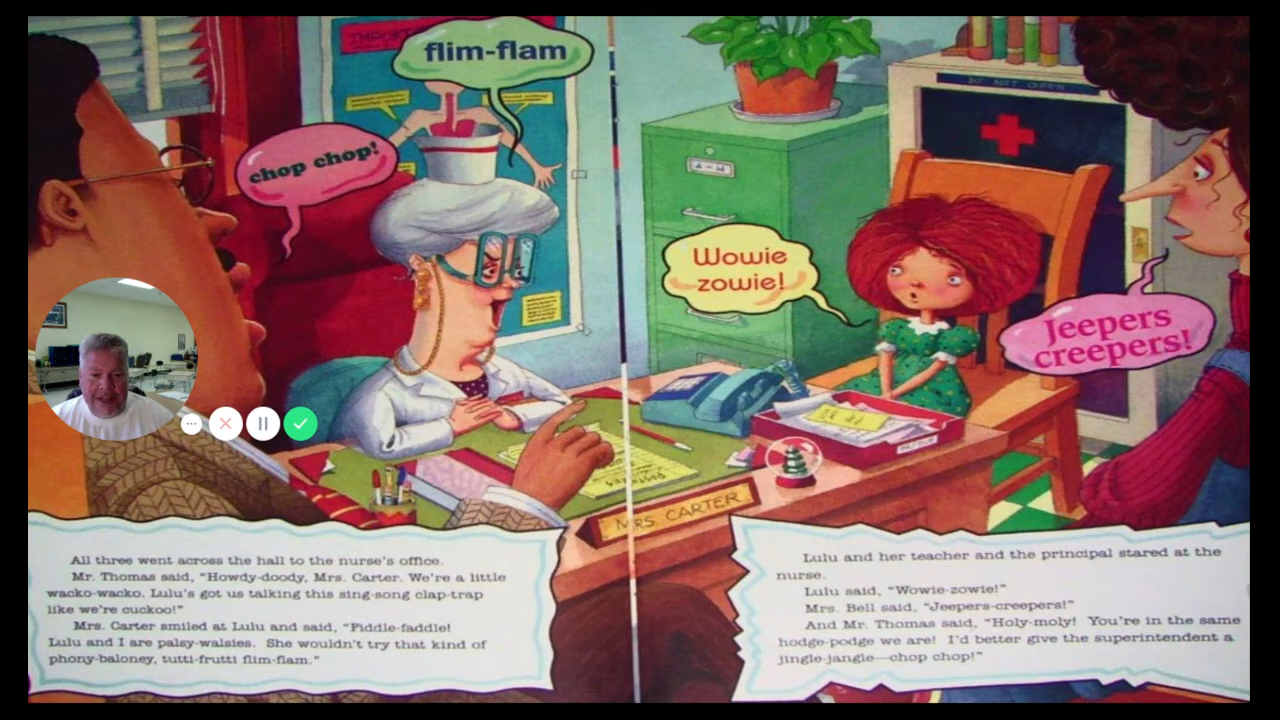 IMPORT
flim-flam
chop chop!
DO NOT OPEN
A - M
Wowie
zowie!
Jeepers
creepers!
MRS. CARTER
All three went across the hall to the nurse's office.
Mr. Thomas said, “Howdy-doody, Mrs. Carter. We're a little
wacko-wacko. Lulu's got us talking this sing-song clap-trap
like we're cuckoo!”
Mrs. Carter smiled at Lulu and said, “Fiddle-faddle!
Lulu and I are palsy-walsies. She wouldn't try that kind of
phony-baloney, tutti-frutti flim-flam.”
Lulu and her teacher and the principal stared at the
nurse.
Lulu said, “Wowie-zowie!”
Mrs. Bell said, “Jeepers-creepers!”
And Mr. Thomas said, “Holy-moly! You're in the same
hodge-podge we are! I'd better give the superintendent a
jingle-jangle—chop chop!”